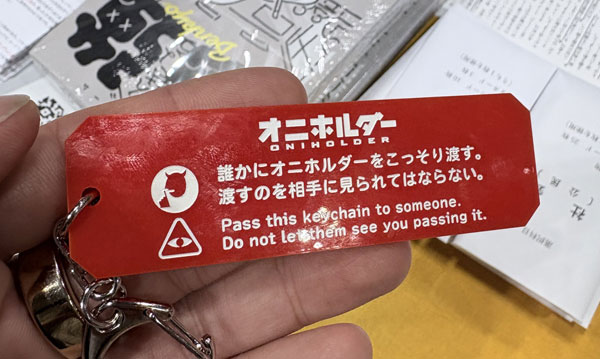 オニホルダー
ONIHOLDER
誰かにオニホルダーをこっそり渡す。
渡すのを相手に見られてはならない。
Pass this keychain to someone.
Do not let them see you passing it.